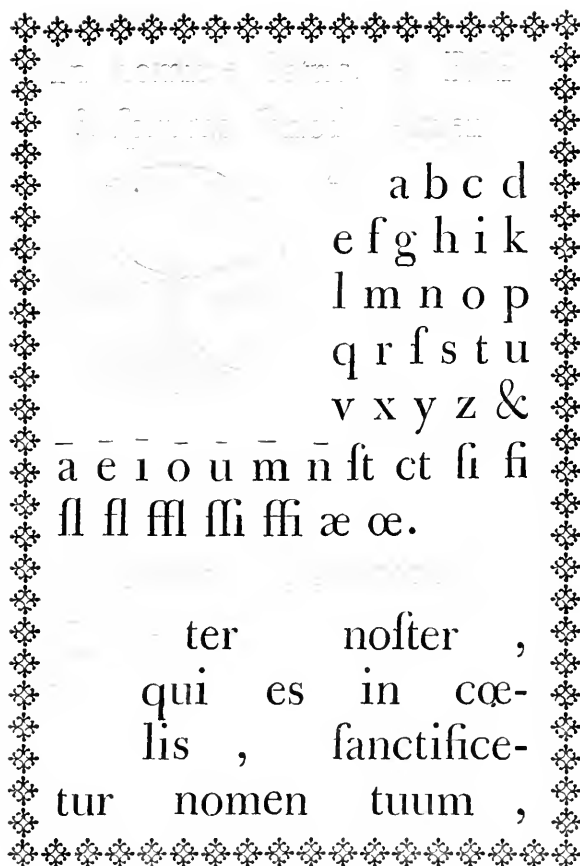 a b c d
e f g h i k
l m n o p
q r ſ s t u
v x y z &
ā ē ī ō ū m̄ n̄ ſt ct ſi fi
ſl fl ffl ſſi ffi æ œ.
ter noſter ,
qui es in cœ-
lis , ſanctifice-
tur nomen tuum ,